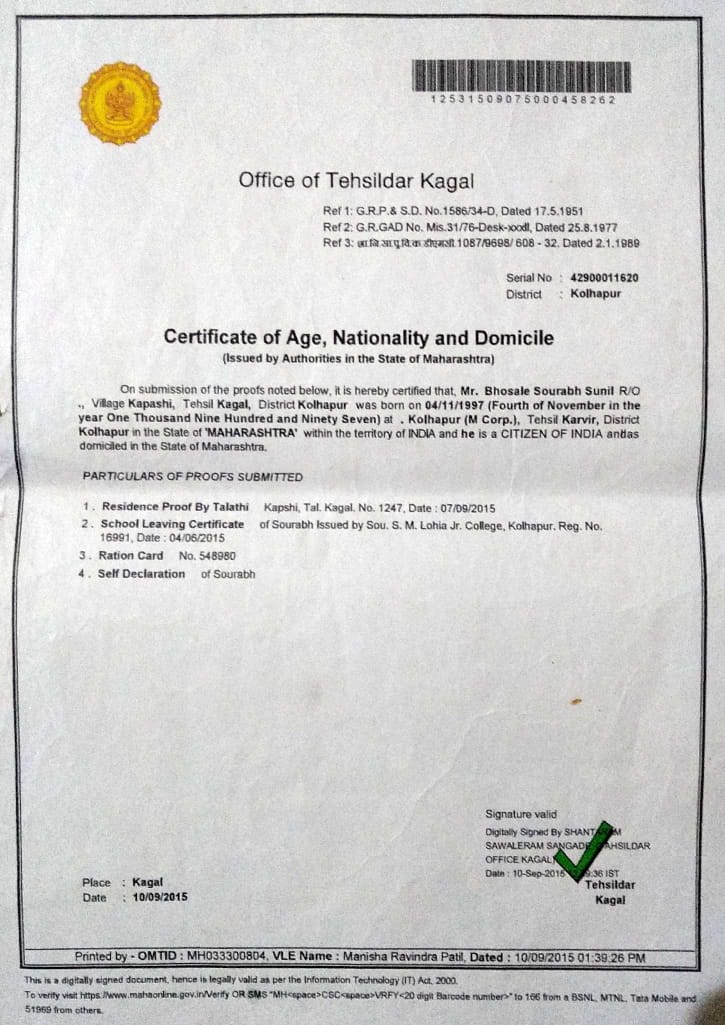 12531509075000458262
Office of Tehsildar Kagal
Ref 1: G.R.P.& S.D. No.1586/34-D, Dated 17.5.1951
Ref 2: G.R.GAD No. Mis.31/76-Desk-xxxdl, Dated 25.8.1977
Ref 3: 1087/9698/ 608 - 32. Dated 2.1.1989
Serial No : 42900011620
District : Kolhapur
Certificate of Age, Nationality and Domicile
(Issued by Authorities in the State of Maharashtra)
On submission of the proofs noted below, it is hereby certified that, Mr. Bhosale Sourabh Sunil R/O
., Village Kapashi, Tehsil Kagal, District Kolhapur was born on 04/11/1997 (Fourth of November in the
year One Thousand Nine Hundred and Ninety Seven) at . Kolhapur (M Corp.), Tehsil Karvir, District
Kolhapur in the State of 'MAHARASHTRA' within the territory of INDIA and he is a CITIZEN OF INDIA
domiciled in the State of Maharashtra.
PARTICULARS OF PROOFS SUBMITTED
1 . Residence Proof By Talathi Kapshi, Tal. Kagal. No. 1247, Date : 07/09/2015
2 . School Leaving Certificate of Sourabh Issued by Sou. S. M. Lohia Jr. College, Kolhapur. Reg. No.
16991, Date : 04/06/2015
3 . Ration Card No. 548980
4 . Self Declaration of Sourabh
Signature valid
Digitally Signed By
SAWALERAM
OFFICE KAGAL
Date : 10-Sep-2015 IST
Tehsildar
Kagal
Place : Kagal
Date : 10/09/2015
Printed by - OMTID : MH033300804, VLE Name : Manisha Ravindra Patil, Dated : 10/09/2015 01:39:26 PM
This is a digitally signed document, hence is legally valid as per the Information Technology (IT) Act, 2000.
To verify visit https://www.mahaonline.gov.in/Verify OR SMS "MH<space>CSC<space>VRFY<20 digit Barcode number>" to 166 from a BSNL, MTNL, Tata Mobile and
51969 from others.